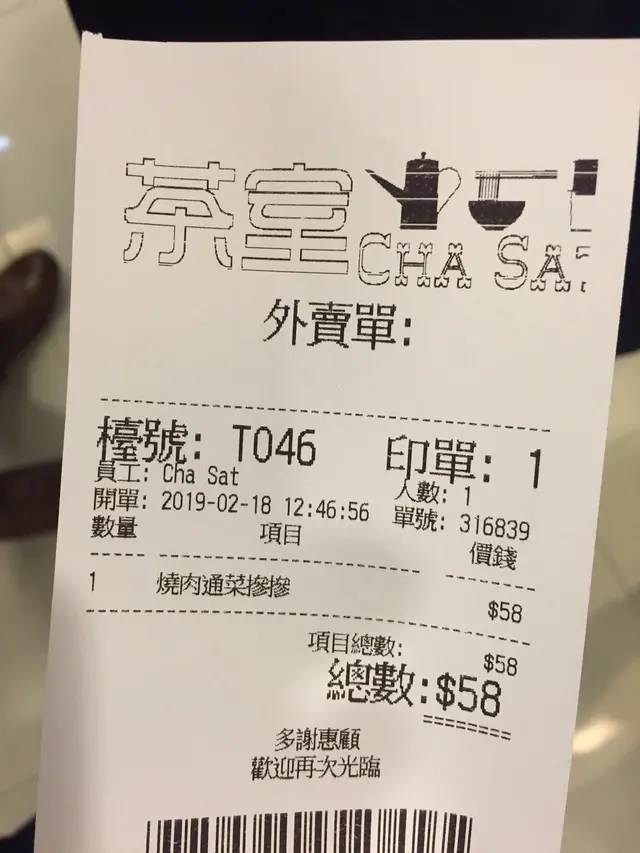 茶室 CHA SAT
外賣單:
檯號: T046 印單: 1
員工: Cha Sat 人數: 1
開單: 2019-02-18 12:46:56 單號: 316839
數量 項目 價錢
1 燒肉通菜摻摻 $58
項目總數: $58
總數:$58
多謝惠顧
歡迎再次光臨